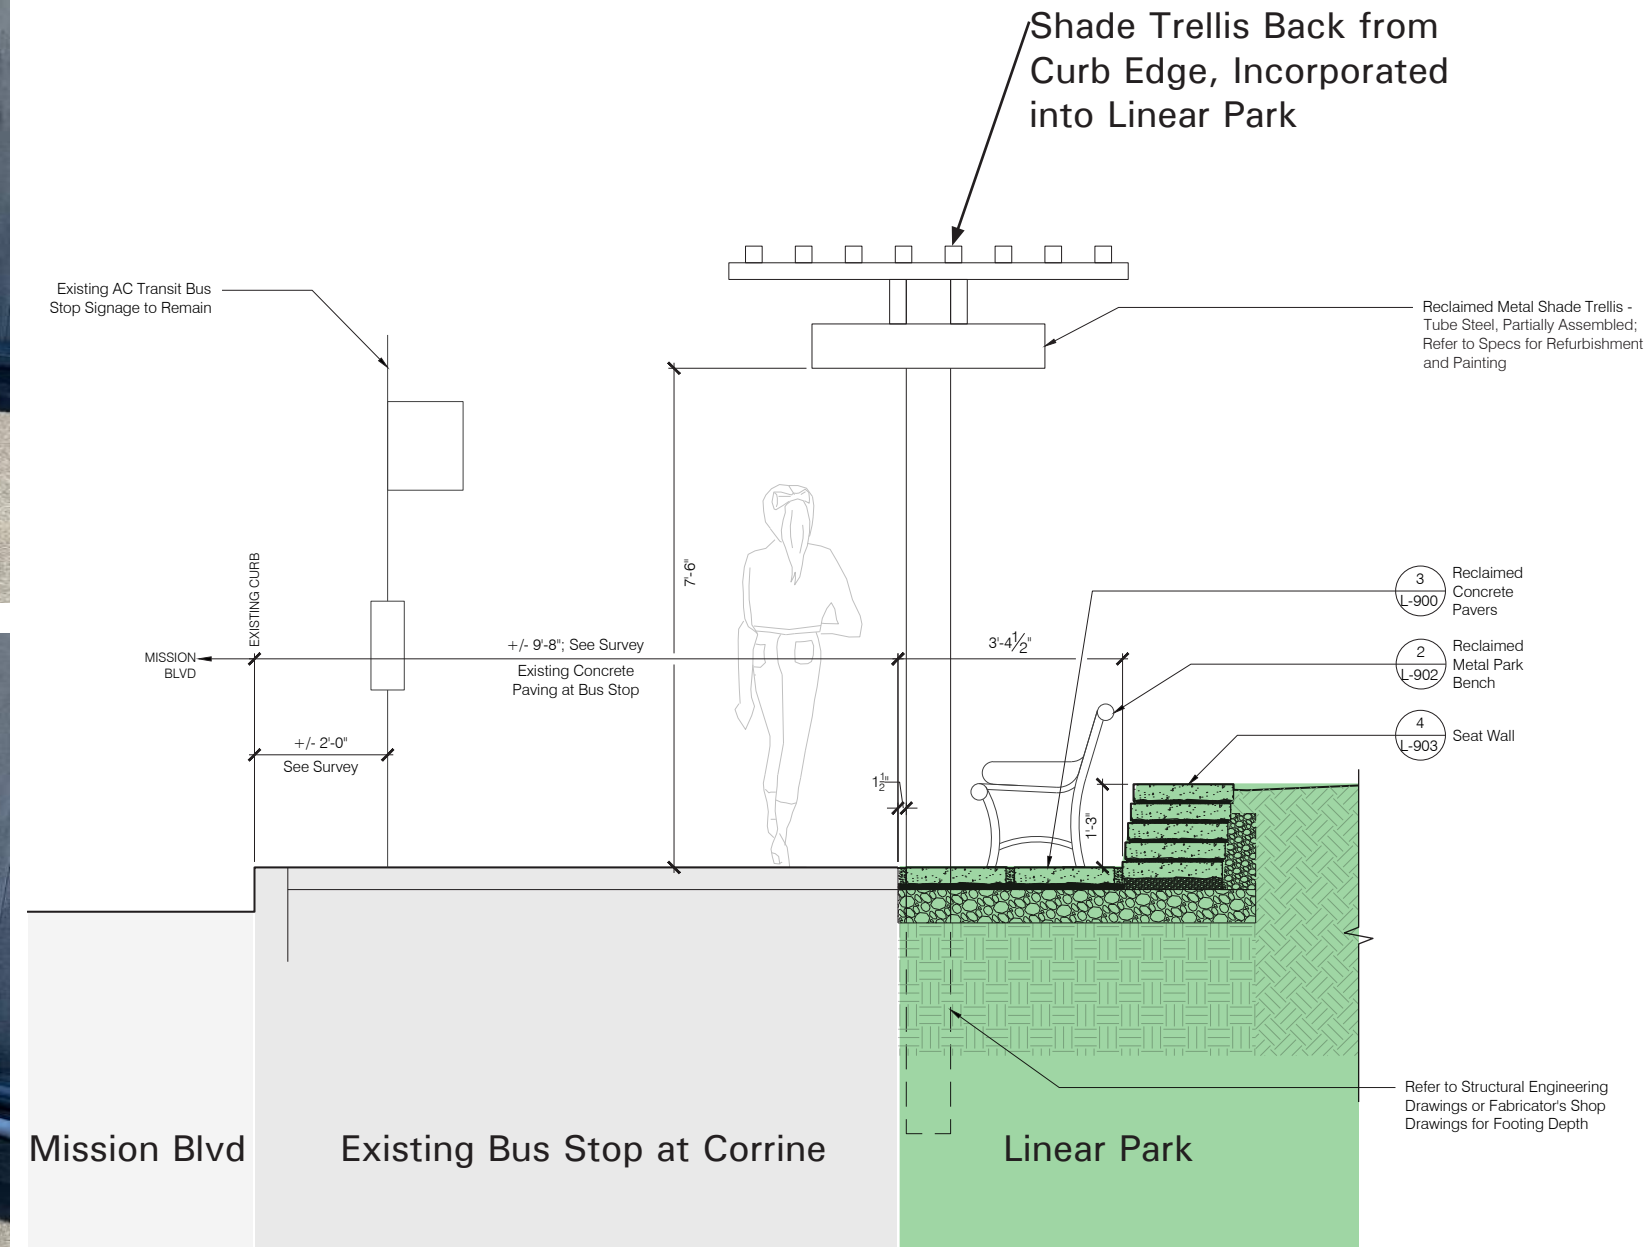 Shade Trellis Back from
Curb Edge, Incorporated
into Linear Park
Existing AC Transit Bus
Stop Signage to Remain
Reclaimed Metal Shade Trellis -
Tube Steel, Partially Assembled;
Refer to Specs for Refurbishment
and Painting
7'-6"
EXISTING CURB
MISSION
BLVD
+/- 9'-8"; See Survey
Existing Concrete
Paving at Bus Stop
3'-4 1/2"
+/- 2'-0"
See Survey
1 1/2"
1'-3"
3
L-900
Reclaimed
Concrete
Pavers
2
L-902
Reclaimed
Metal Park
Bench
4
L-903
Seat Wall
Refer to Structural Engineering
Drawings or Fabricator's Shop
Drawings for Footing Depth
Mission Blvd
Existing Bus Stop at Corrine
Linear Park